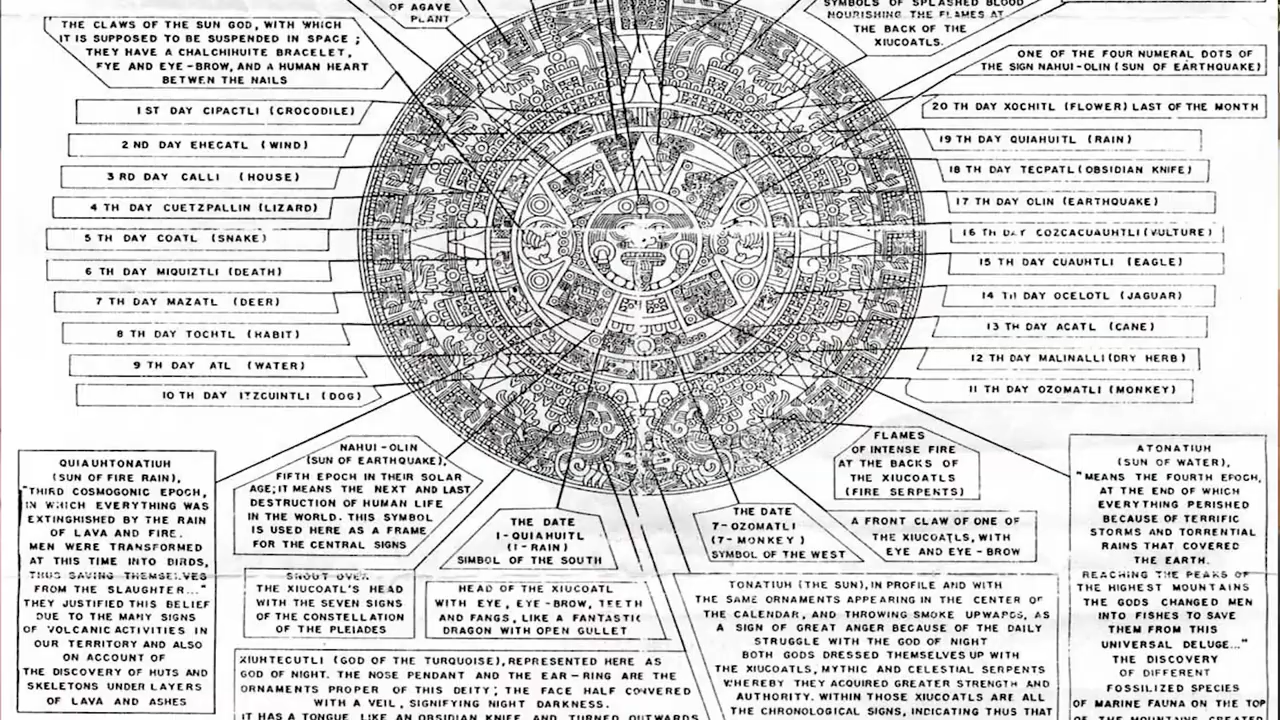 OF AGAVE
PLANT
SYMBOLS OF SPLASHED BLOOD
NOURISHING THE FLAMES AT
THE BACK OF THE
XIUCOATLS.
THE CLAWS OF THE SUN GOD, WITH WHICH
IT IS SUPPOSED TO BE SUSPENDED IN SPACE ;
THEY HAVE A CHALCHIHUITE BRACELET,
EYE AND EYE-BROW, AND A HUMAN HEART
BETWEN THE NAILS
ONE OF THE FOUR NUMERAL DOTS OF
THE SIGN NAHUI-OLIN (SUN OF EARTHQUAKE)
1 ST DAY CIPACTLI (CROCODILE)
2 ND DAY EHECATL (WIND)
3 RD DAY CALLI (HOUSE)
4 TH DAY CUETZPALLIN (LIZARD)
5 TH DAY COATL (SNAKE)
6 TH DAY MIQUIZTLI (DEATH)
7 TH DAY MAZATL (DEER)
8 TH DAY TOCHTL (HABIT)
9 TH DAY ATL (WATER)
10 TH DAY ITZCUINTLI (DOG)
20 TH DAY XOCHITL (FLOWER) LAST OF THE MONTH
19 TH DAY QUIAHUITL (RAIN)
18 TH DAY TECPATL (OBSIDIAN KNIFE)
17 TH DAY OLIN (EARTHQUAKE)
16 TH DAY COZCACUAUHTLI (VULTURE)
15 TH DAY CUAUHTLI (EAGLE)
14 TH DAY OCELOTL (JAGUAR)
13 TH DAY ACATL (CANE)
12 TH DAY MALINALLI (DRY HERB)
11 TH DAY OZOMATLI (MONKEY)
QUIAUHTONATIUH
(SUN OF FIRE RAIN),
"THIRD COSMOGONIC EPOCH,
IN WHICH EVERYTHING WAS
EXTINGHISHED BY THE RAIN
OF LAVA AND FIRE.
MEN WERE TRANSFORMED
AT THIS TIME INTO BIRDS,
THUS SAVING THEMSELVES
FROM THE SLAUGHTER..."
THEY JUSTIFIED THIS BELIEF
DUE TO THE MANY SIGNS
OF VOLCANIC ACTIVITIES IN
OUR TERRITORY AND ALSO
ON ACCOUNT OF
THE DISCOVERY OF HUTS AND
SKELETONS UNDER LAYERS
OF LAVA AND ASHES
NAHUI-OLIN
(SUN OF EARTHQUAKE),
FIFTH EPOCH IN THEIR SOLAR
AGE; IT MEANS THE NEXT AND LAST
DESTRUCTION OF HUMAN LIFE
IN THE WORLD. THIS SYMBOL
IS USED HERE AS A FRAME
FOR THE CENTRAL SIGNS
THE DATE
1-QUIAHUITL
(1-RAIN)
SIMBOL OF THE SOUTH
THE DATE
7-OZOMATLI
(7-MONKEY)
SYMBOL OF THE WEST
FLAMES
OF INTENSE FIRE
AT THE BACKS OF
THE XIUCOATLS
(FIRE SERPENTS)
A FRONT CLAW OF ONE OF
THE XIUCOATLS, WITH
EYE AND EYE-BROW
ATONATIUH
(SUN OF WATER),
"MEANS THE FOURTH EPOCH,
AT THE END OF WHICH
EVERYTHING PERISHED
BECAUSE OF TERRIFIC
STORMS AND TORRENTIAL
RAINS THAT COVERED
THE EARTH.
REACHING THE PEAKS OF
THE HIGHEST MOUNTAINS
THE GODS CHANGED MEN
INTO FISHES TO SAVE
THEM FROM THIS
UNIVERSAL DELUGE..."
THE DISCOVERY
OF DIFFERENT
FOSSILIZED SPECIES
OF MARINE FAUNA ON THE TOP
OF THE MOUNTAINS CREATED
SNOUT OVER
THE XIUCOATL'S HEAD
WITH THE SEVEN SIGNS
OF THE CONSTELLATION
OF THE PLEIADES
HEAD OF THE XIUCOATL
WITH EYE, EYE-BROW, TEETH
AND FANGS, LIKE A FANTASTIC
DRAGON WITH OPEN GULLET
XIUHTECUTLI (GOD OF THE TURQUOISE), REPRESENTED HERE AS
GOD OF NIGHT. THE NOSE PENDANT AND THE EAR-RING ARE THE
ORNAMENTS PROPER OF THIS DEITY; THE FACE HALF COVERED
WITH A VEIL, SIGNIFYING NIGHT DARKNESS.
IT HAS A TONGUE LIKE AN OBSIDIAN KNIFE AND TURNED OUTWARDS
TONATIUH (THE SUN), IN PROFILE AND WITH
THE SAME ORNAMENTS APPEARING IN THE CENTER OF
THE CALENDAR, AND THROWING SMOKE UPWARDS, AS
A SIGN OF GREAT ANGER BECAUSE OF THE DAILY
STRUGGLE WITH THE GOD OF NIGHT
BOTH GODS DRESSED THEMSELVES UP WITH
THE XIUCOATLS, MYTHIC AND CELESTIAL SERPENTS
WHEREBY THEY ACQUIRED GREATER STRENGTH AND
AUTHORITY. WITHIN THOSE XIUCOATLS ARE ALL
THE CHRONOLOGICAL SIGNS, INDICATING THUS THAT